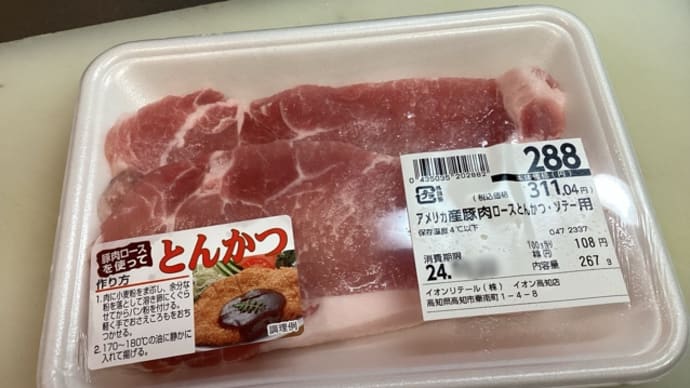 288
本体価格(円)
0 435035 202882
(税込価格 311.04円)
アメリカ産豚肉ロースとんかつ・ソテー用
保存温度4℃以下
047 2337
消費期限
24.
108円
内容量
267g
イオンリテール(株) イオン高知店
高知県高知市秦南町1-4-8
豚肉ロース
を使って
とんかつ
作り方
1.肉に小麦粉をまぶし、余分な
粉を落として溶き卵にくぐら
せてからパン粉を付ける。
軽く手でおさえころもをおち
つかせる。
2.170〜180℃の油に静かに
入れて揚げる。
調理例